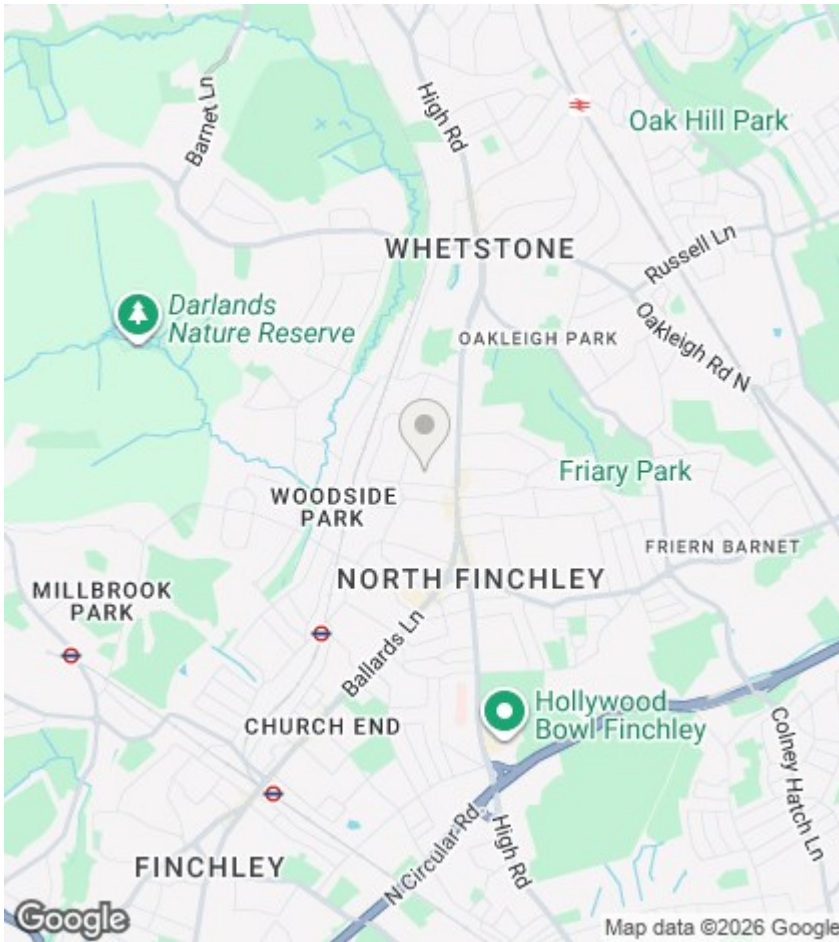 High Rd
Barnet Ln
Oak Hill Park
WHETSTONE
Russell Ln
Darlands
Nature Reserve
OAKLEIGH PARK
Oakleigh Rd N
Friary Park
WOODSIDE
PARK
FRIERN BARNET
NORTH FINCHLEY
MILLBROOK
PARK
Ballards Ln
Hollywood
Bowl Finchley
CHURCH END
Colney Hatch Ln
N Circular Rd
High Rd
FINCHLEY
Google
Map data ©2026 Google